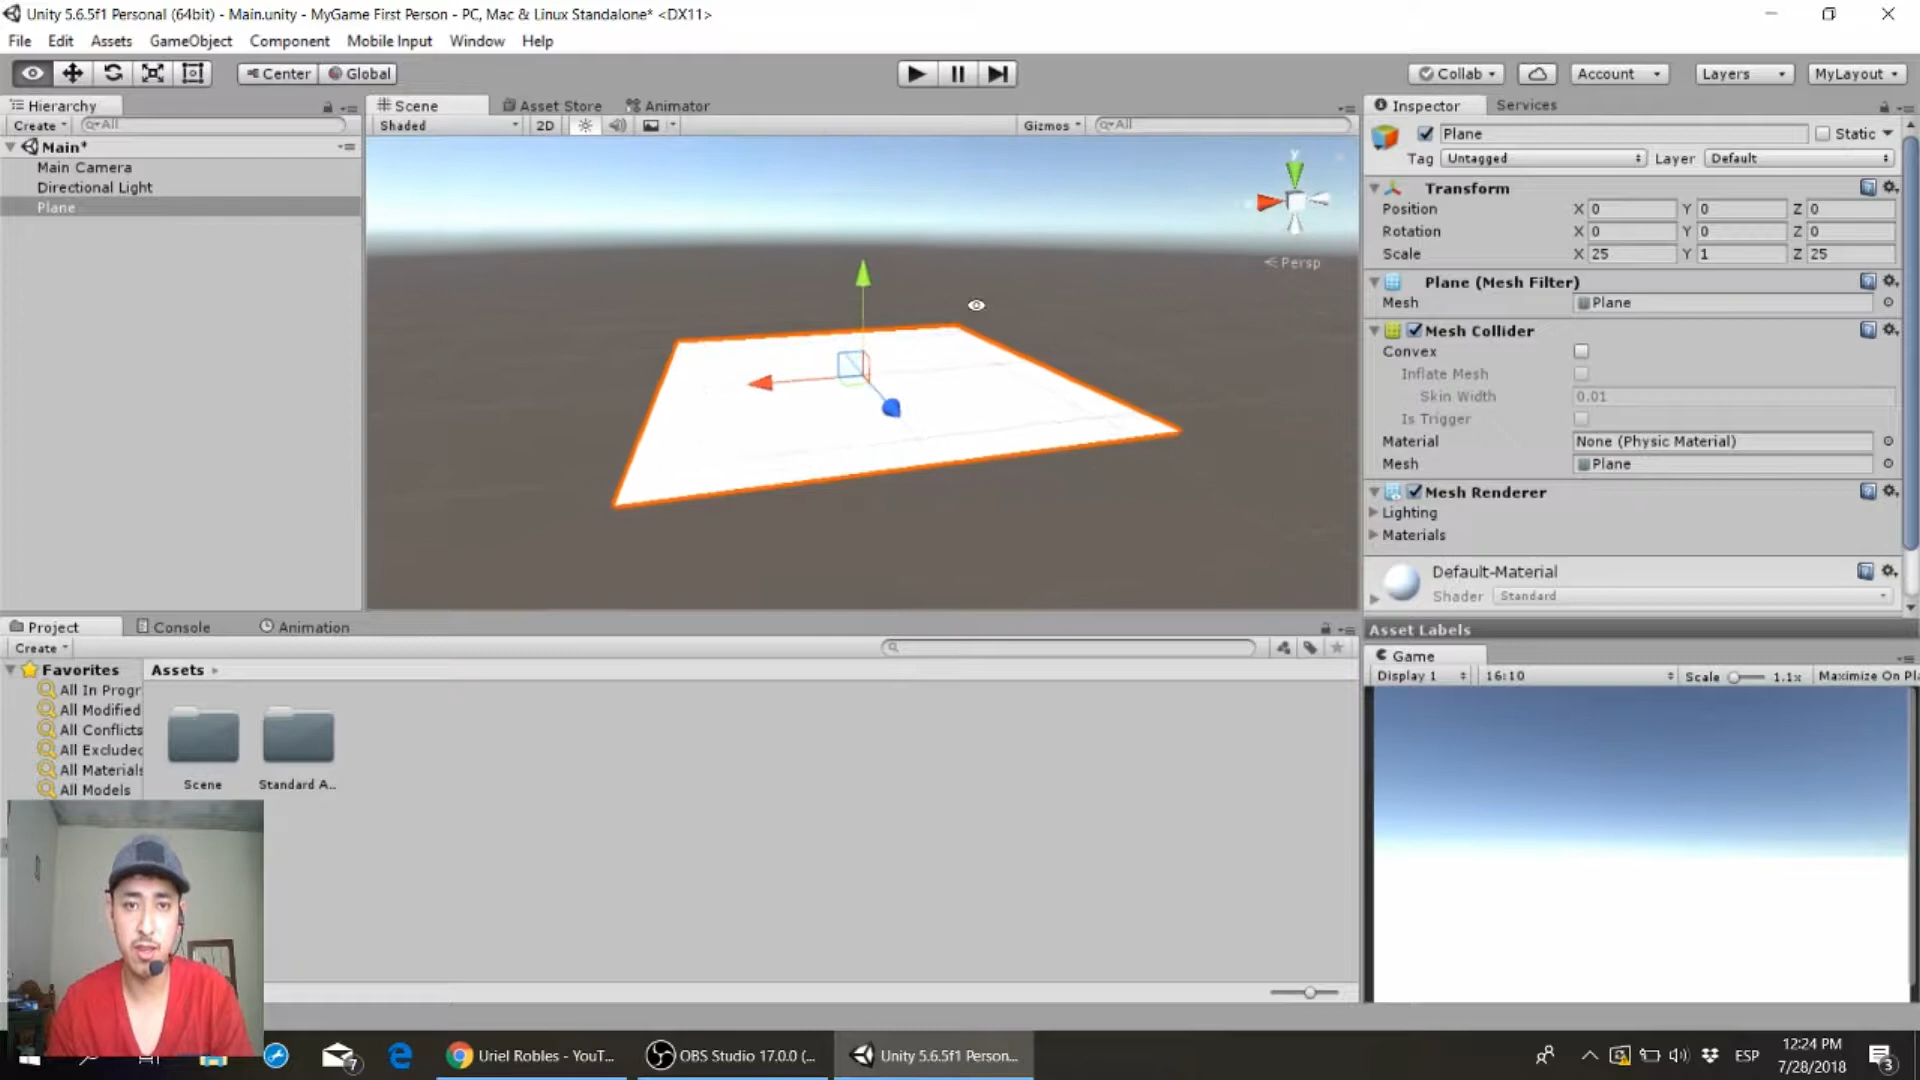 Unity 5.6.5f1 Personal (64bit) - Main.unity - MyGame First Person - PC, Mac & Linux Standalone* <DX11>
File Edit Assets GameObject Component Mobile Input Window Help
Center Global
Collab Account Layers MyLayout
Hierarchy
Create All
Main*
Main Camera
Directional Light
Plane
Scene Asset Store Animator
Shaded 2D Gizmos All
y
Persp
Inspector Services
Plane Static
Tag Untagged Layer Default
Transform
Position X 0 Y 0 Z 0
Rotation X 0 Y 0 Z 0
Scale X 25 Y 1 Z 25
Plane (Mesh Filter)
Mesh Plane
Mesh Collider
Convex
Inflate Mesh
Skin Width 0.01
Is Trigger
Material None (Physic Material)
Mesh Plane
Mesh Renderer
Lighting
Materials
Default-Material
Shader Standard
Asset Labels
Game
Display 1 16:10 Scale 1.1x Maximize On Pl
Project Console Animation
Create
Favorites
All In Progr
All Modified
All Conflicts
All Excluded
All Materials
All Models
Assets
Scene Standard A...
7
Uriel Robles - YouT...
OBS Studio 17.0.0 (...
Unity 5.6.5f1 Person...
ESP
12:24 PM
7/28/2018
3